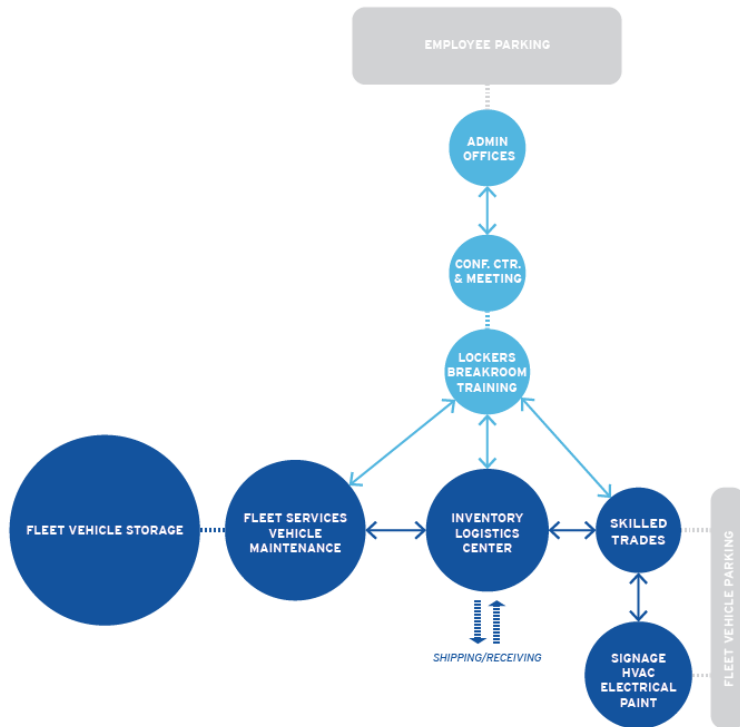 EMPLOYEE PARKING
ADMIN
OFFICES
CONF. CTR.
& MEETING
LOCKERS
BREAKROOM
TRAINING
FLEET VEHICLE STORAGE
FLEET SERVICES
VEHICLE
MAINTENANCE
INVENTORY
LOGISTICS
CENTER
SKILLED
TRADES
SHIPPING/RECEIVING
SIGNAGE
HVAC
ELECTRICAL
PAINT
FLEET VEHICLE PARKING